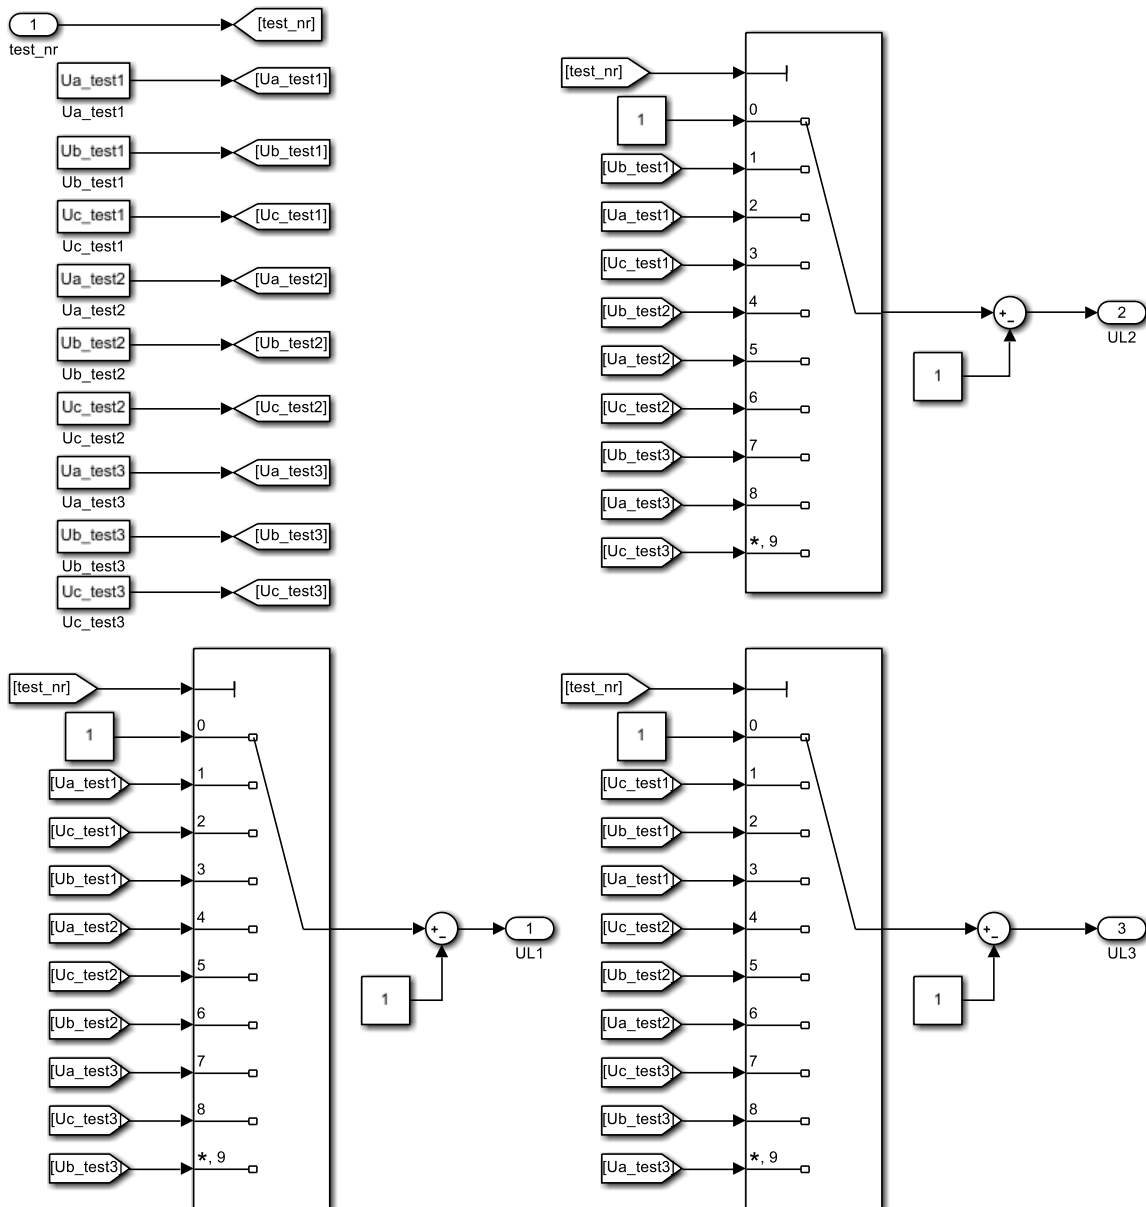 1
[test_nr]
test_nr
Ua_test1
[Ua_test1]
Ua_test1
Ub_test1
[Ub_test1]
Ub_test1
Uc_test1
[Uc_test1]
Uc_test1
Ua_test2
[Ua_test2]
Ua_test2
Ub_test2
[Ub_test2]
Ub_test2
Uc_test2
[Uc_test2]
Uc_test2
Ua_test3
[Ua_test3]
Ua_test3
Ub_test3
[Ub_test3]
Ub_test3
Uc_test3
[Uc_test3]
Uc_test3
[test_nr]
1
0
[Ub_test1]
1
[Ua_test1]
2
[Uc_test1]
3
[Ub_test2]
4
[Ua_test2]
5
[Uc_test2]
6
[Ub_test3]
7
[Ua_test3]
8
[Uc_test3]
*, 9
+
−
1
2
UL2
[test_nr]
1
0
[Ua_test1]
1
[Uc_test1]
2
[Ub_test1]
3
[Ua_test2]
4
[Uc_test2]
5
[Ub_test2]
6
[Ua_test3]
7
[Uc_test3]
8
[Ub_test3]
*, 9
+
−
1
1
UL1
[test_nr]
1
0
[Uc_test1]
1
[Ub_test1]
2
[Ua_test1]
3
[Uc_test2]
4
[Ub_test2]
5
[Ua_test2]
6
[Uc_test3]
7
[Ub_test3]
8
[Ua_test3]
*, 9
+
−
1
3
UL3